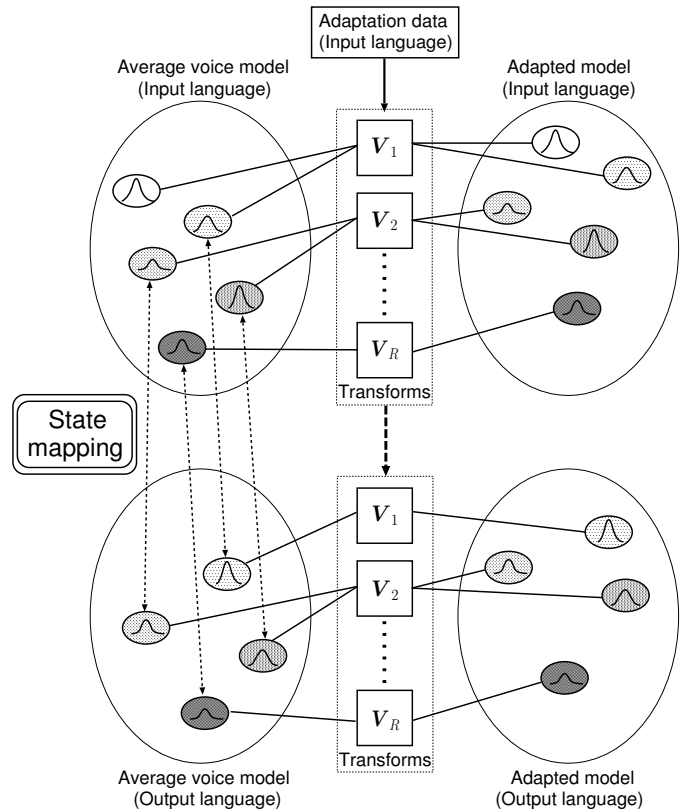 Adaptation data
(Input language)
Average voice model
(Input language)
Adapted model
(Input language)
V1
V2
VR
Transforms
State
mapping
V1
V2
VR
Transforms
Average voice model
(Output language)
Adapted model
(Output language)